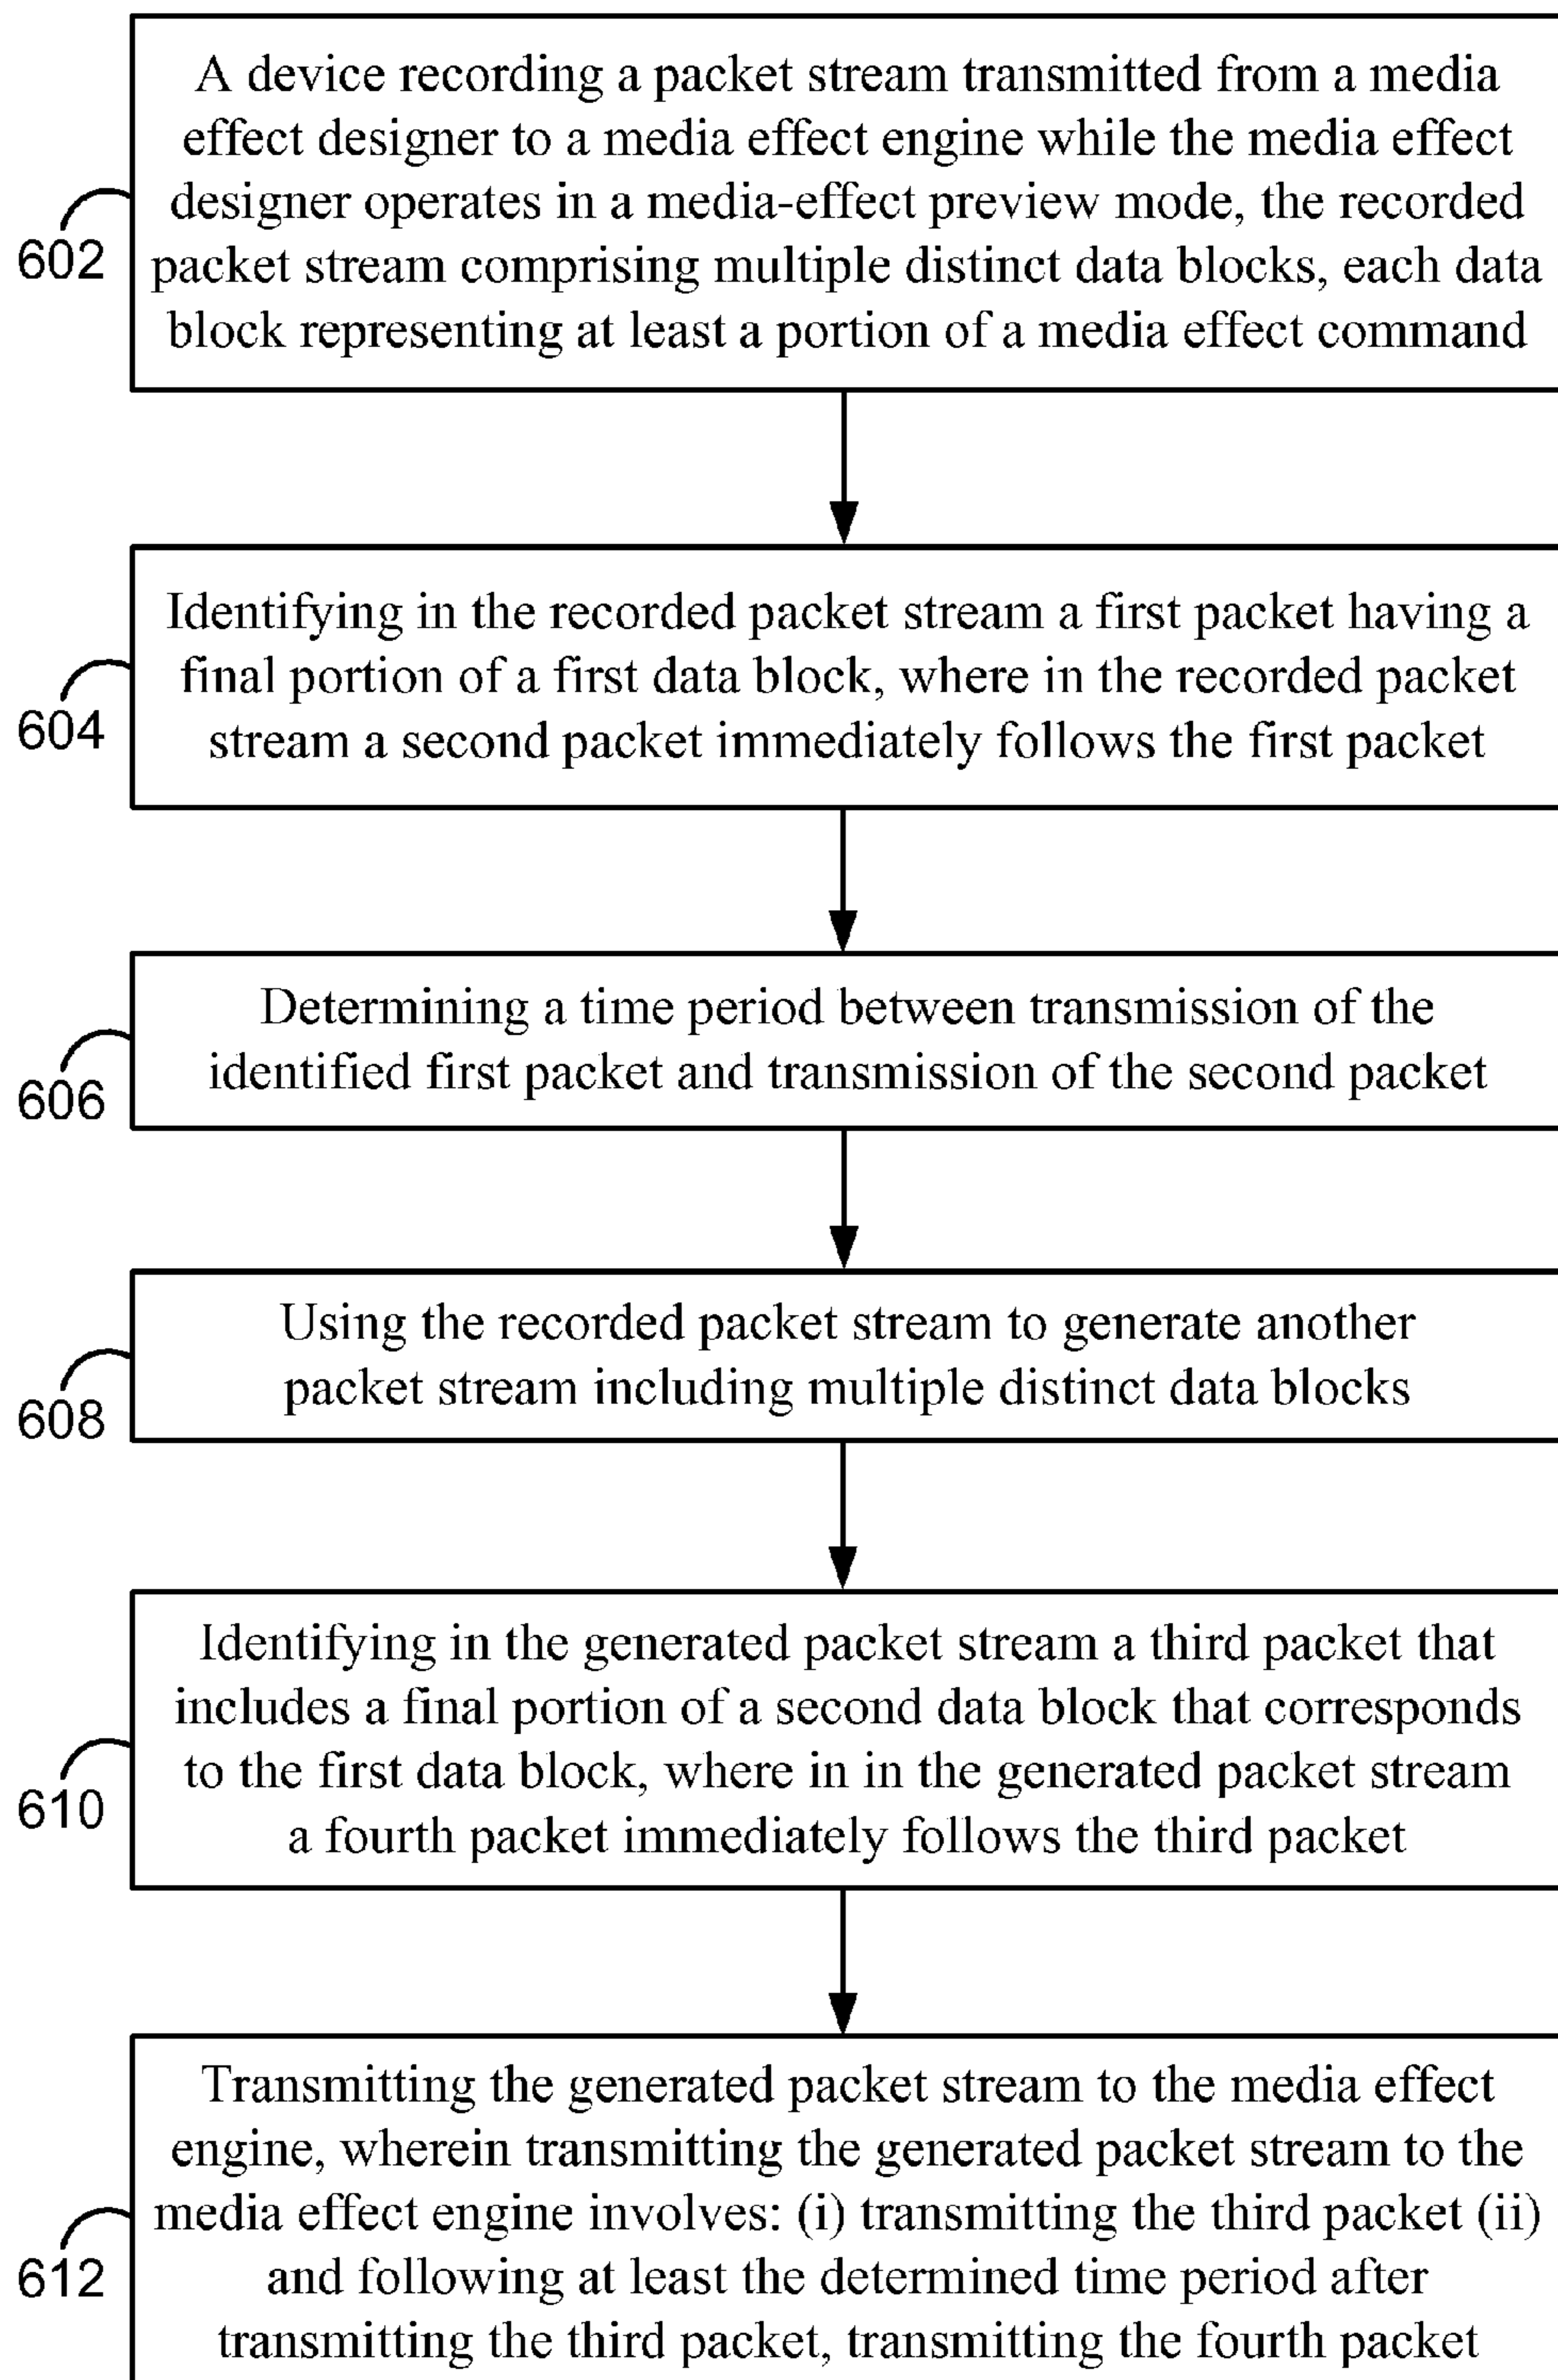 A device recording a packet stream transmitted from a media
effect designer to a media effect engine while the media effect
designer operates in a media-effect preview mode, the recorded
packet stream comprising multiple distinct data blocks, each data
block representing at least a portion of a media effect command
602
Identifying in the recorded packet stream a first packet having a
final portion of a first data block, where in the recorded packet
stream a second packet immediately follows the first packet
604
Determining a time period between transmission of the
identified first packet and transmission of the second packet
606
Using the recorded packet stream to generate another
packet stream including multiple distinct data blocks
608
Identifying in the generated packet stream a third packet that
includes a final portion of a second data block that corresponds
to the first data block, where in in the generated packet stream
a fourth packet immediately follows the third packet
610
Transmitting the generated packet stream to the media effect
engine, wherein transmitting the generated packet stream to the
media effect engine involves: (i) transmitting the third packet (ii)
and following at least the determined time period after
transmitting the third packet, transmitting the fourth packet
612